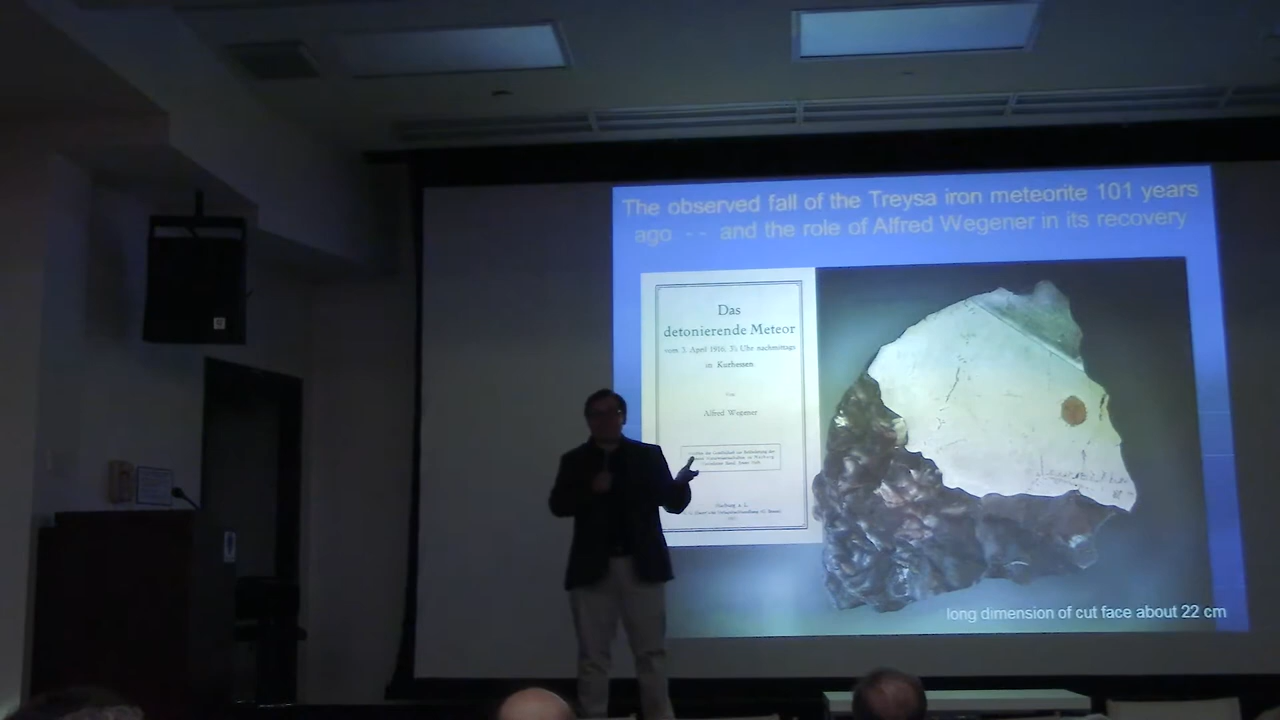 The observed fall of the Treysa iron meteorite 101 years
ago -- and the role of Alfred Wegener in its recovery
Das
detonierende Meteor
vom 3. April 1916, 3½ Uhr nachmittags
in Kurhessen
Von
Alfred Wegener
Marburg a. L.
long dimension of cut face about 22 cm